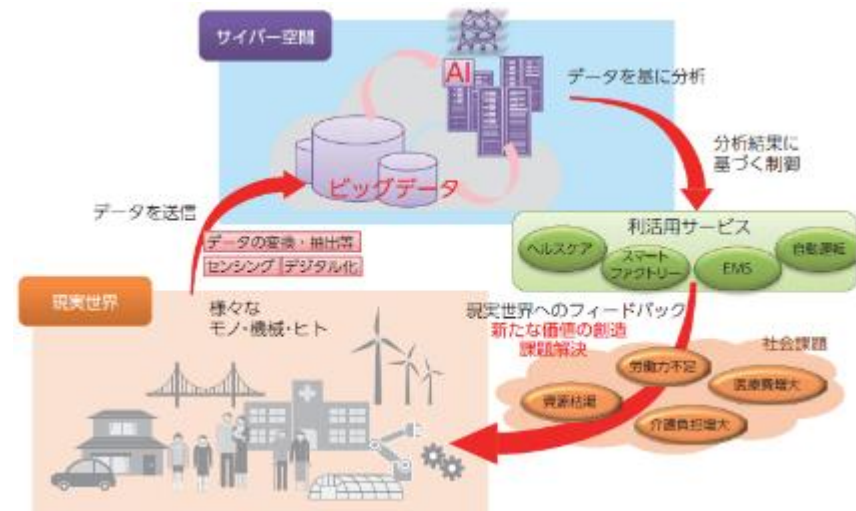 サイバー空間
AI
データを基に分析
分析結果に
基づく制御
ビッグデータ
データを送信
データの変換・抽出等
センシング
デジタル化
利活用サービス
ヘルスケア
スマート
ファクトリー
EMS
自動運転
現実世界
様々な
モノ・機械・ヒト
現実世界へのフィードバック
新たな価値の創造
課題解決
社会課題
労働力不足
資源枯渇
医療費増大
介護負担増大